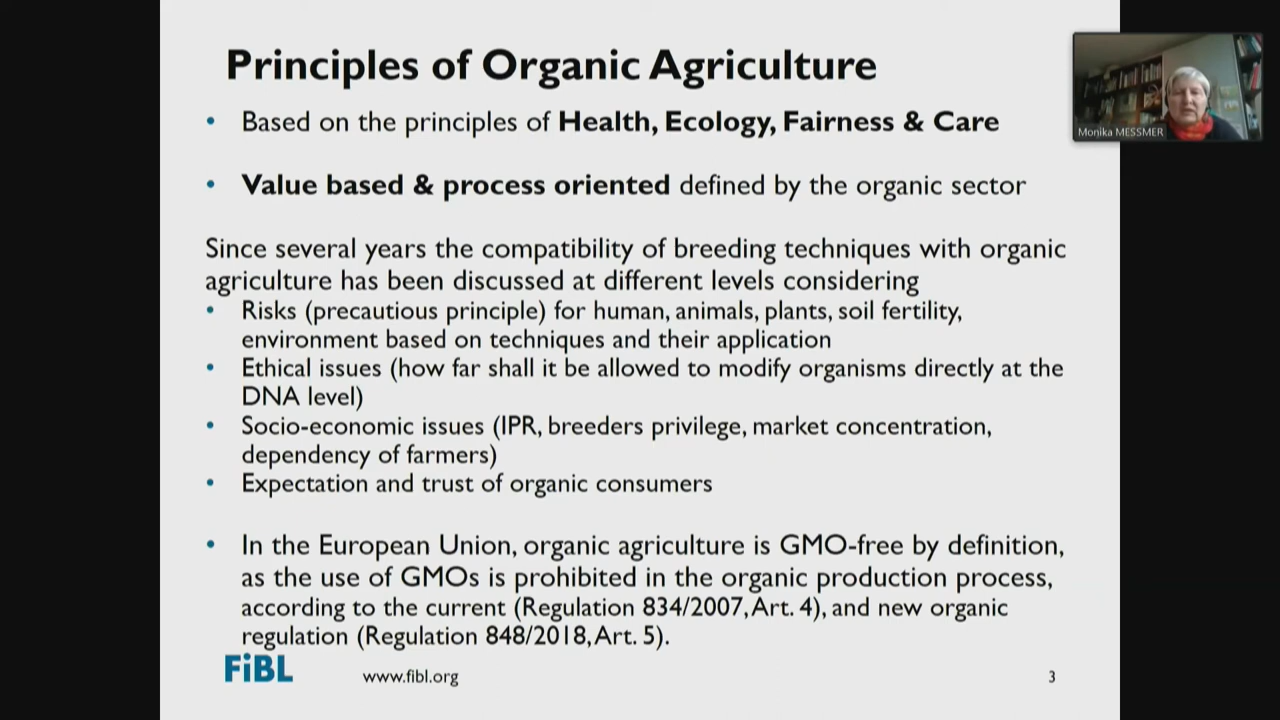 Principles of Organic Agriculture
• Based on the principles of Health, Ecology, Fairness & Care
• Value based & process oriented defined by the organic sector
Since several years the compatibility of breeding techniques with organic
agriculture has been discussed at different levels considering
• Risks (precautious principle) for human, animals, plants, soil fertility,
environment based on techniques and their application
• Ethical issues (how far shall it be allowed to modify organisms directly at the
DNA level)
• Socio-economic issues (IPR, breeders privilege, market concentration,
dependency of farmers)
• Expectation and trust of organic consumers
• In the European Union, organic agriculture is GMO-free by definition,
as the use of GMOs is prohibited in the organic production process,
according to the current (Regulation 834/2007, Art. 4), and new organic
regulation (Regulation 848/2018, Art. 5).
FiBL www.fibl.org 3
Monika MESSMER